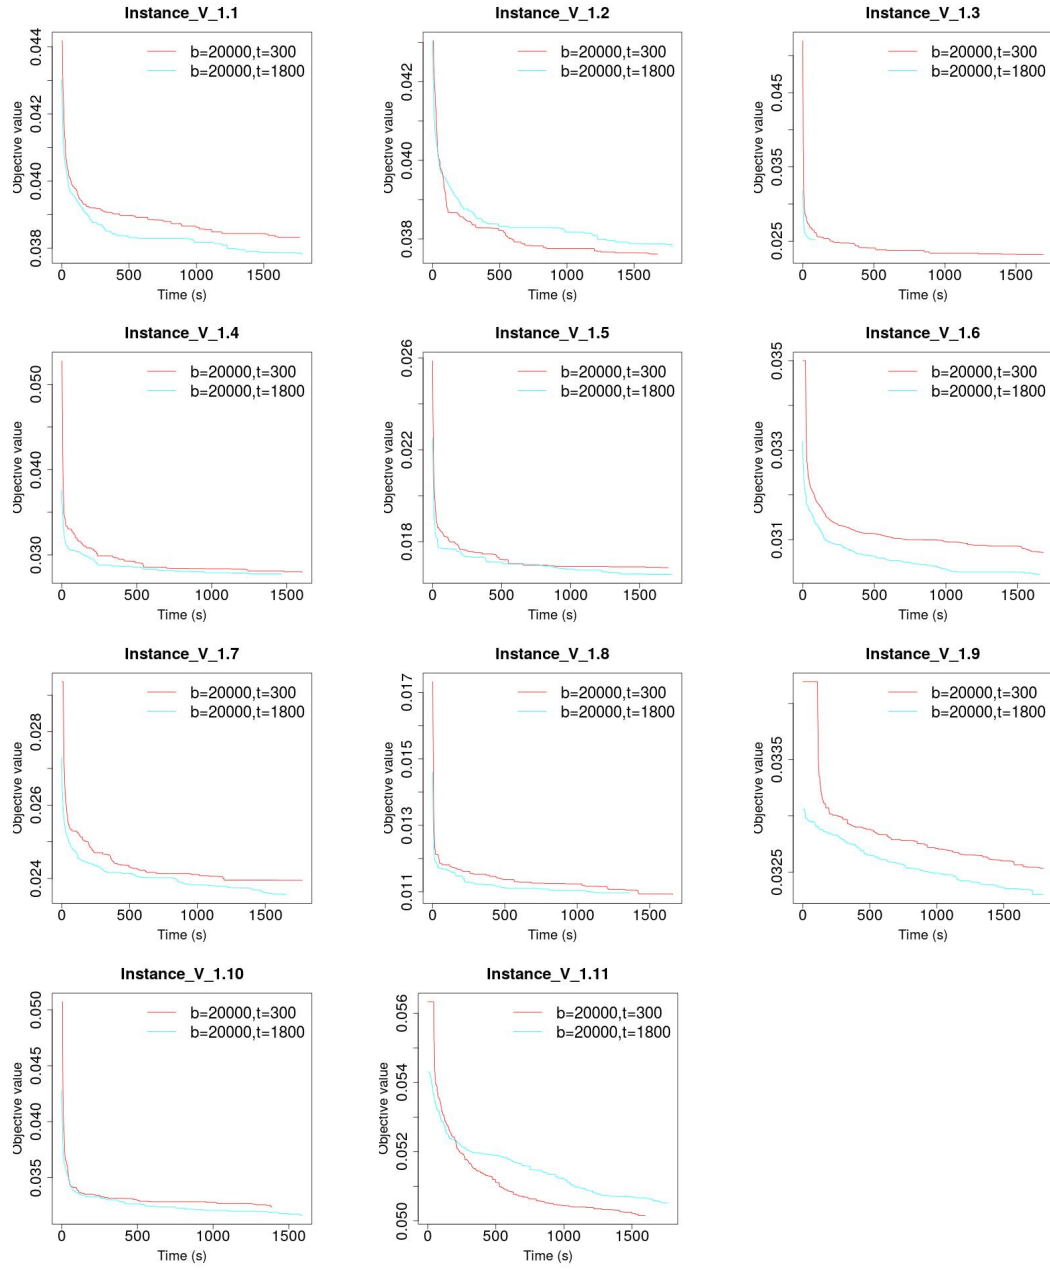 Instance_V_1.1
Objective value
0.044
0.042
0.040
0.038
b=20000,t=300
b=20000,t=1800
0 500 1000 1500
Time (s)
Instance_V_1.2
Objective value
0.042
0.040
0.038
b=20000,t=300
b=20000,t=1800
0 500 1000 1500
Time (s)
Instance_V_1.3
Objective value
0.045
0.035
0.025
b=20000,t=300
b=20000,t=1800
0 500 1000 1500
Time (s)
Instance_V_1.4
Objective value
0.050
0.040
0.030
b=20000,t=300
b=20000,t=1800
0 500 1000 1500
Time (s)
Instance_V_1.5
Objective value
0.026
0.022
0.018
b=20000,t=300
b=20000,t=1800
0 500 1000 1500
Time (s)
Instance_V_1.6
Objective value
0.035
0.033
0.031
b=20000,t=300
b=20000,t=1800
0 500 1000 1500
Time (s)
Instance_V_1.7
Objective value
0.028
0.026
0.024
b=20000,t=300
b=20000,t=1800
0 500 1000 1500
Time (s)
Instance_V_1.8
Objective value
0.017
0.015
0.013
0.011
b=20000,t=300
b=20000,t=1800
0 500 1000 1500
Time (s)
Instance_V_1.9
Objective value
0.0335
0.0325
b=20000,t=300
b=20000,t=1800
0 500 1000 1500
Time (s)
Instance_V_1.10
Objective value
0.050
0.045
0.040
0.035
b=20000,t=300
b=20000,t=1800
0 500 1000 1500
Time (s)
Instance_V_1.11
Objective value
0.056
0.054
0.052
0.050
b=20000,t=300
b=20000,t=1800
0 500 1000 1500
Time (s)